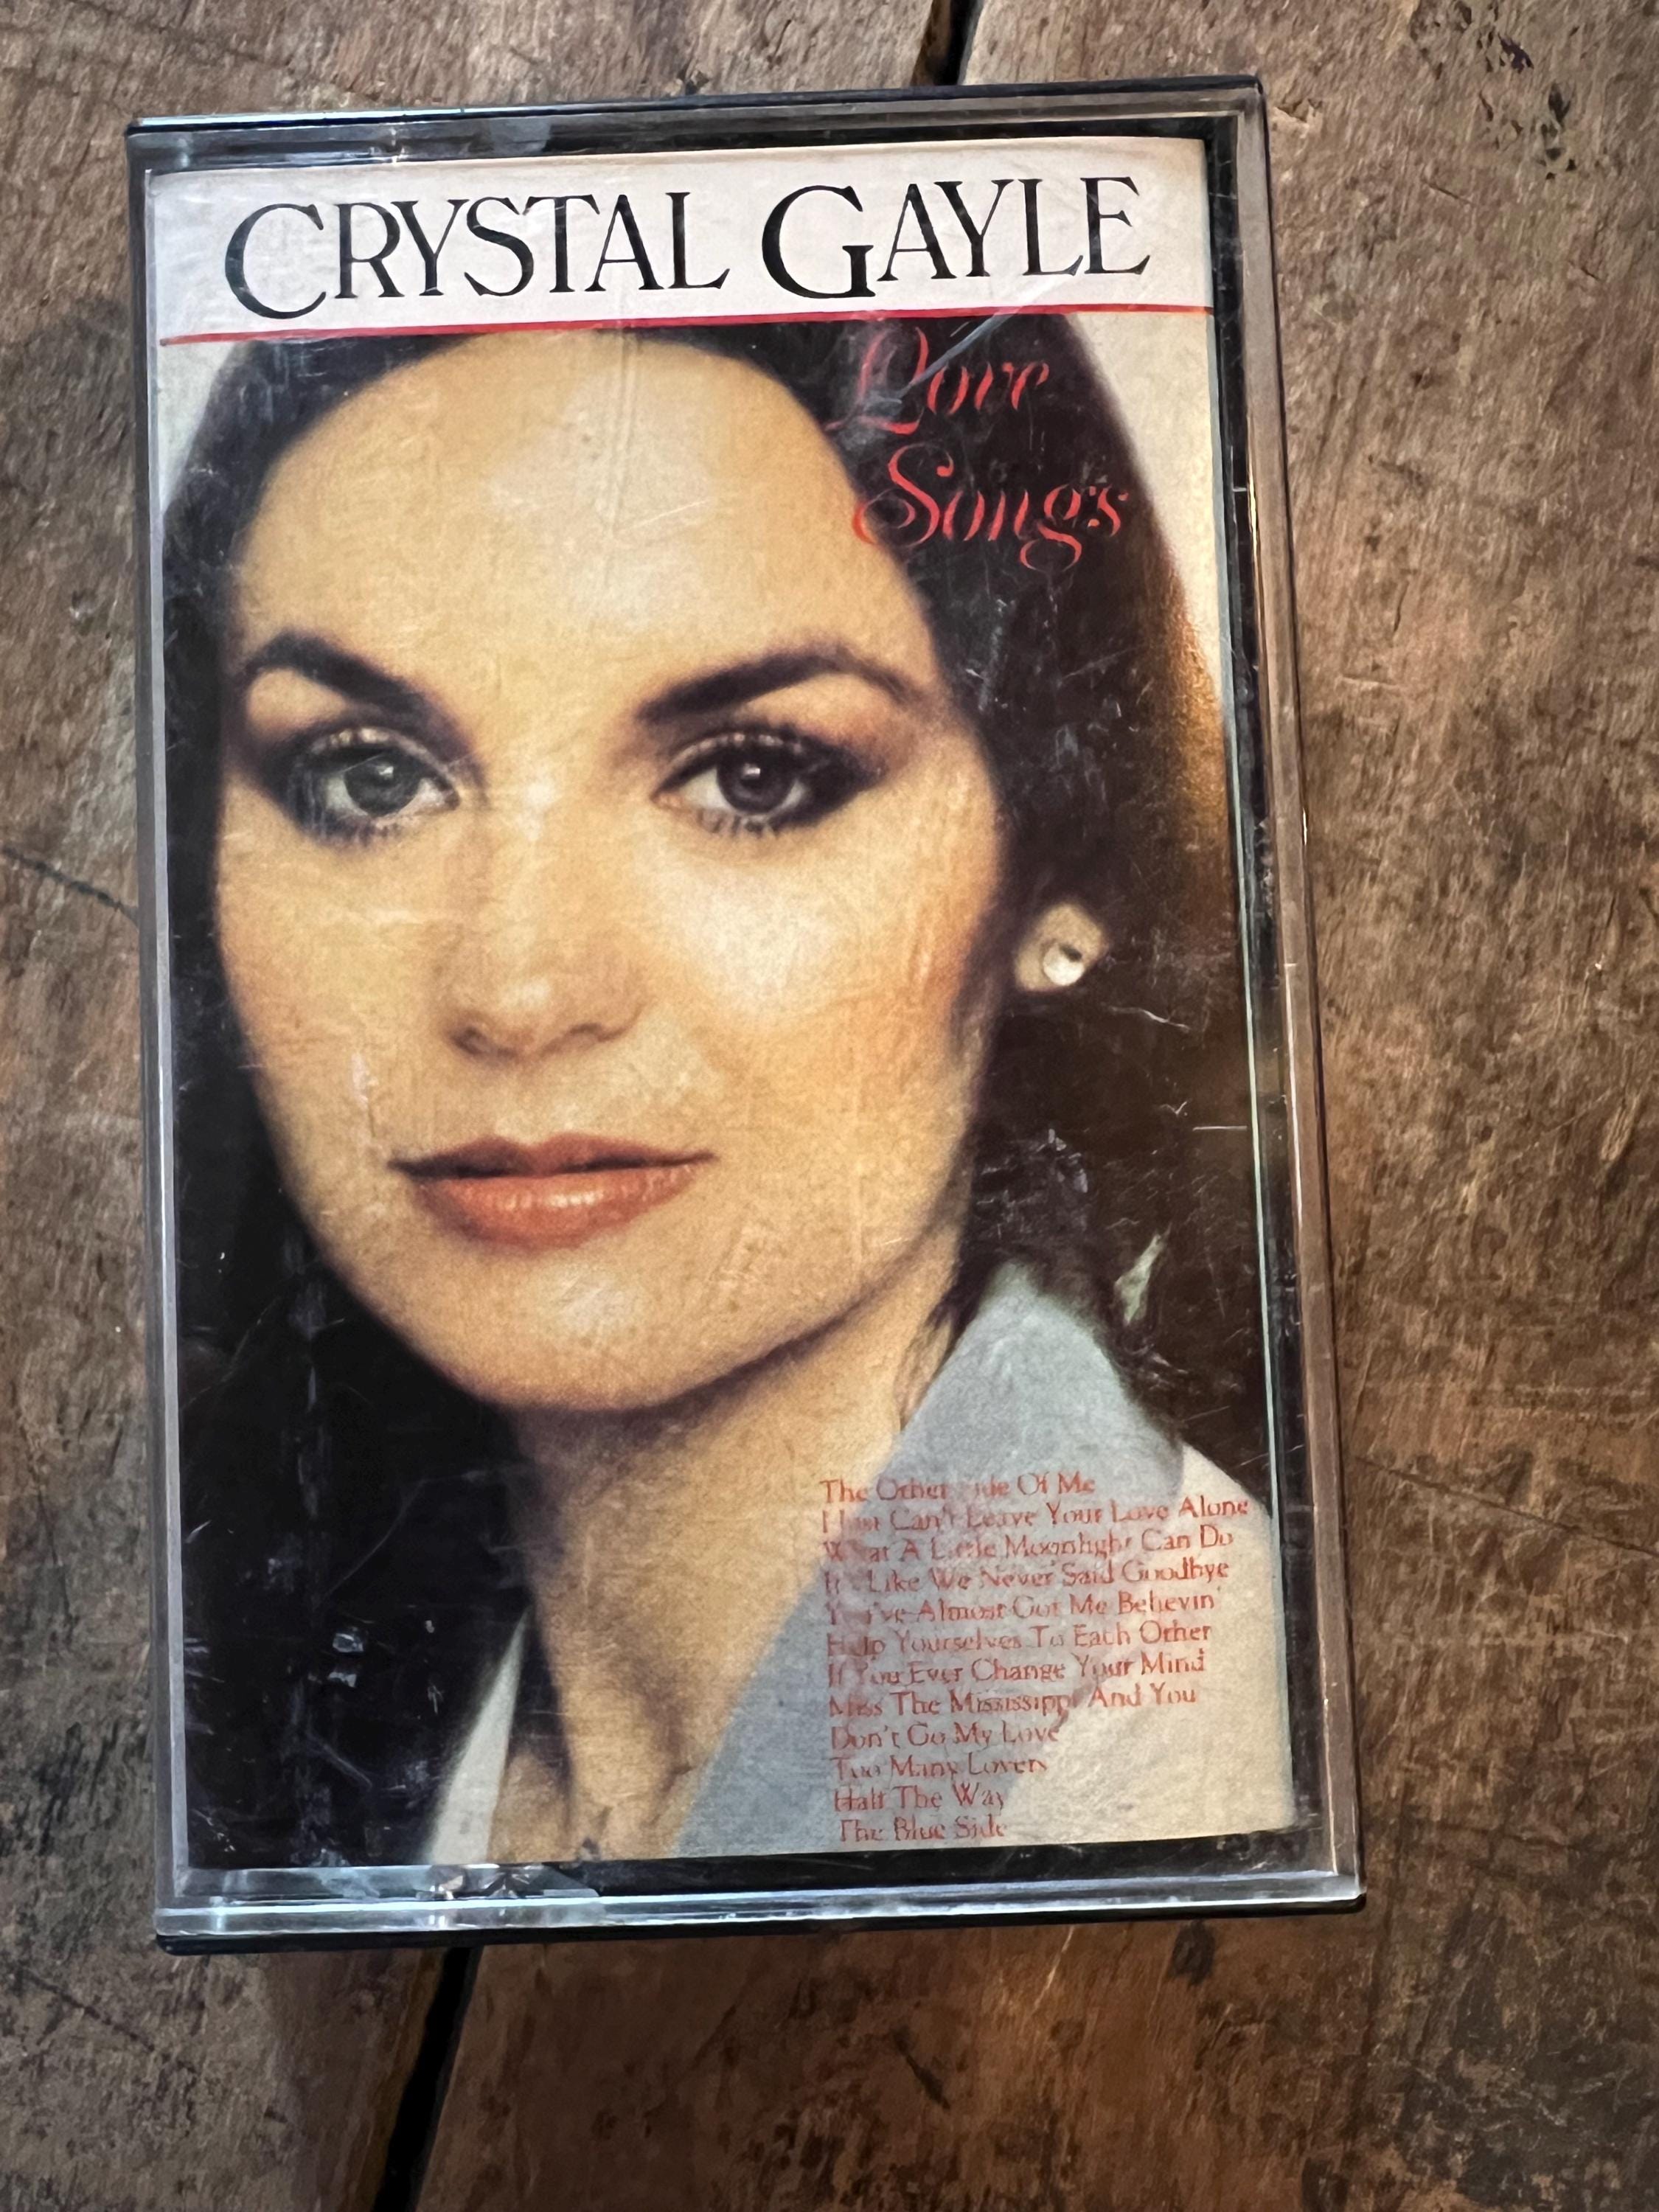 CRYSTAL GAYLE
Love
Songs
The Other Side Of Me
I Just Can't Leave Your Love Alone
What A Little Moonlight Can Do
It's Like We Never Said Goodbye
You've Almost Got Me Believin'
Help Yourselves To Each Other
If You Ever Change Your Mind
Miss The Mississippi And You
Don't Go My Love
Too Many Lovers
Half The Way
The Blue Side